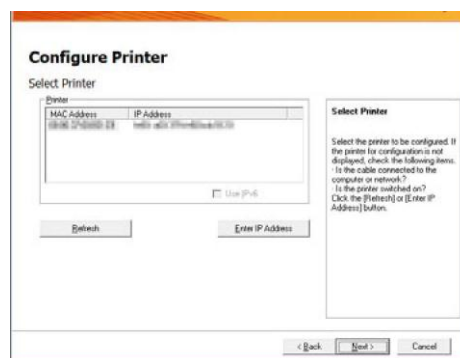 Configure Printer
Select Printer
Printer
MAC Address IP Address
Use IPv6
Refresh
Enter IP Address
Select Printer
Select the printer to be configured. If
the printer for configuration is not
displayed, check the following items.
- Is the cable connected to the
computer or network?
- Is the printer switched on?
Click the [Refresh] or [Enter IP
Address] button.
< Back
Next >
Cancel